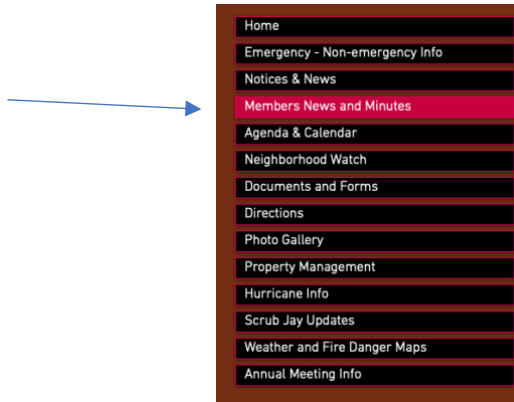 Home
Emergency - Non-emergency Info
Notices & News
Members News and Minutes
Agenda & Calendar
Neighborhood Watch
Documents and Forms
Directions
Photo Gallery
Property Management
Hurricane Info
Scrub Jay Updates
Weather and Fire Danger Maps
Annual Meeting Info